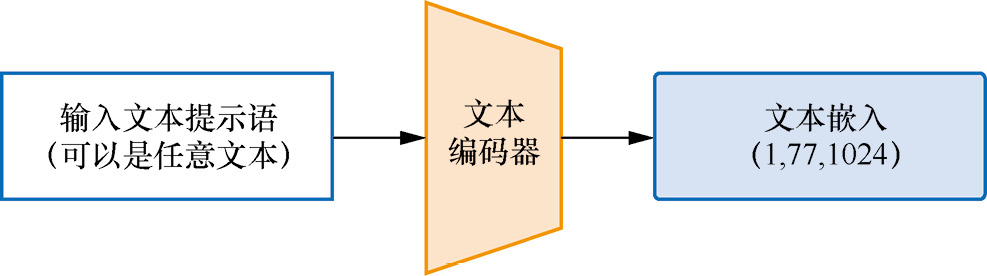 输入文本提示语
（可以是任意文本）
文本
编码器
文本嵌入
（1,77,1024）